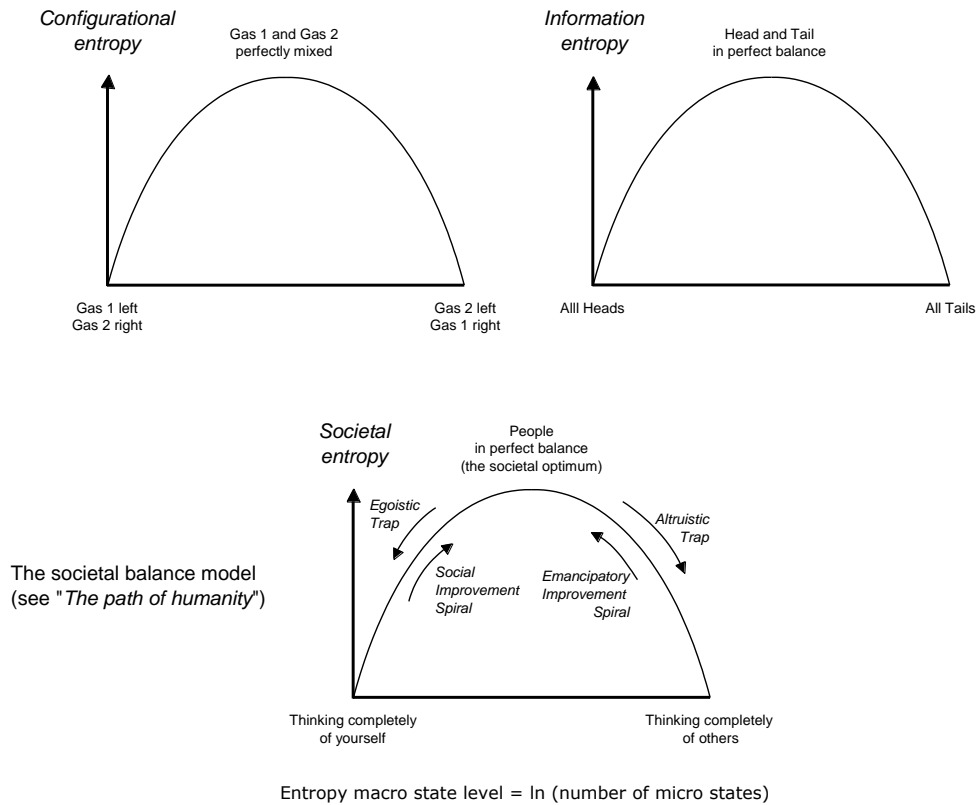 Configurational
entropy
Gas 1 and Gas 2
perfectly mixed
Gas 1 left
Gas 2 right
Gas 2 left
Gas 1 right
Information
entropy
Head and Tail
in perfect balance
Alll Heads
All Tails
Societal
entropy
People
in perfect balance
(the societal optimum)
Egoistic
Trap
Altruistic
Trap
Social
Improvement
Spiral
Emancipatory
Improvement
Spiral
The societal balance model
(see "The path of humanity")
Thinking completely
of yourself
Thinking completely
of others
Entropy macro state level = ln (number of micro states)